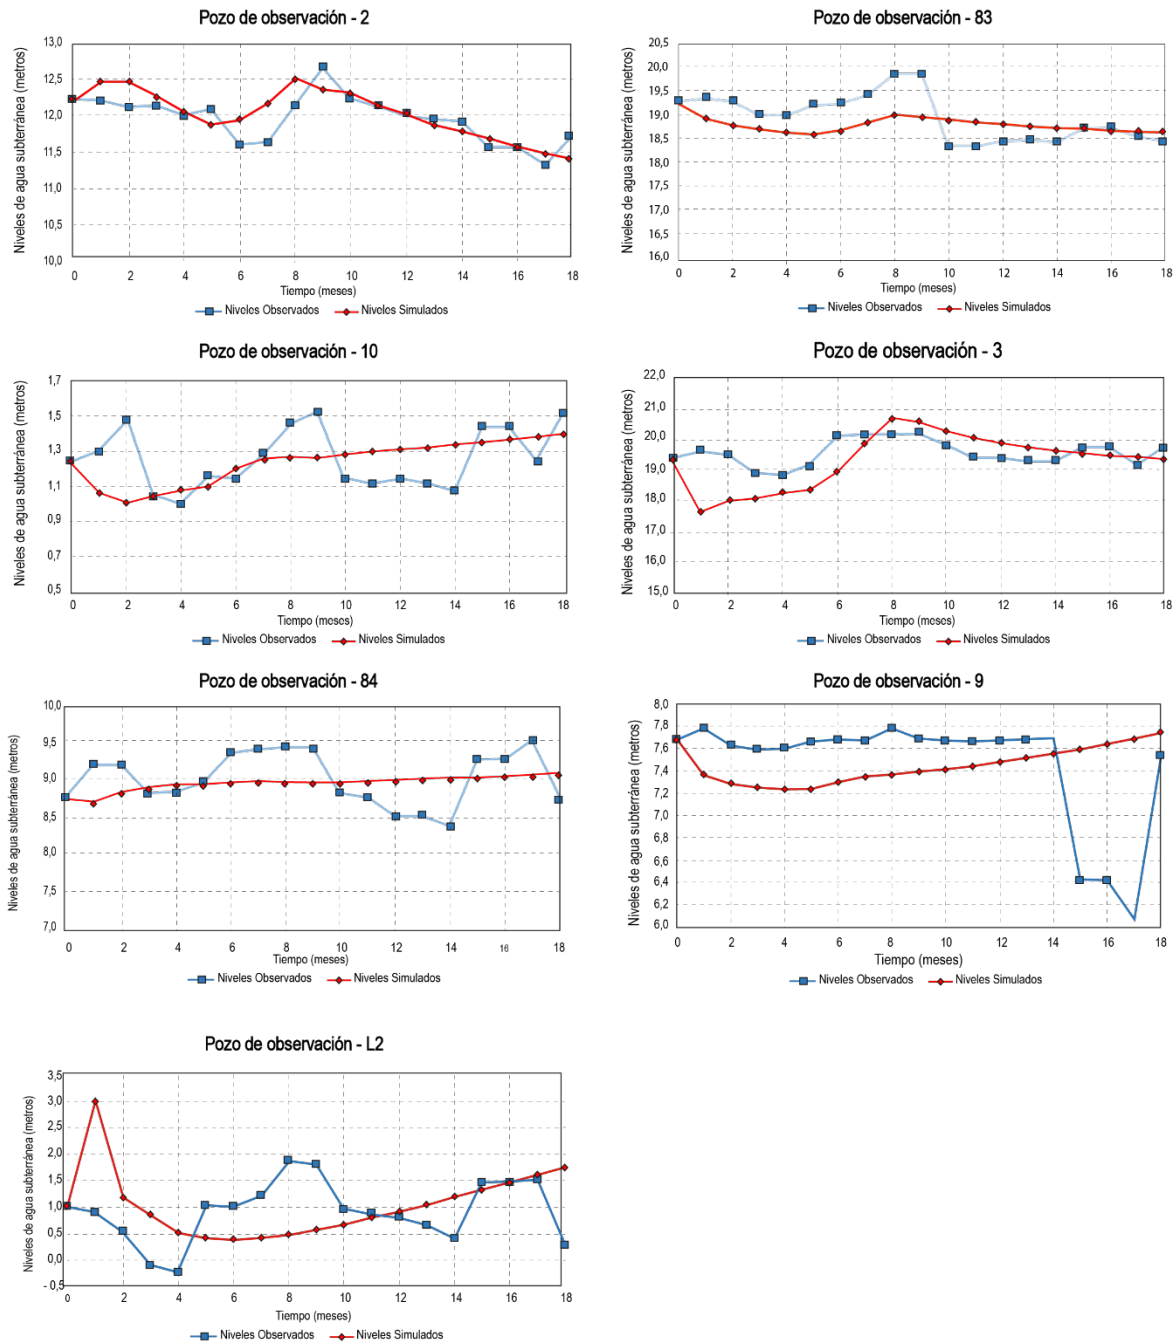 Pozo de observación - 2
Niveles de agua subterránea (metros)
13,0
12,5
12,0
11,5
11,0
10,5
10,0
0 2 4 6 8 10 12 14 16 18
Tiempo (meses)
Niveles Observados Niveles Simulados
Pozo de observación - 83
Niveles de agua subterránea (metros)
20,5
20,0
19,5
19,5
18,5
18,0
17,5
17,0
16,5
16,0
0 2 4 6 8 10 12 14 16 18
Tiempo (meses)
Niveles Observados Niveles Simulados
Pozo de observación - 10
Niveles de agua subterránea (metros)
1,7
1,5
1,3
1,1
0,9
0,7
0,5
0 2 4 6 8 10 12 14 16 18
Tiempo (meses)
Niveles Observados Niveles Simulados
Pozo de observación - 3
Niveles de agua subterránea (metros)
22,0
21,0
20,0
19,0
18,0
17,0
16,0
15,0
0 2 4 6 8 10 12 14 16 18
Tiempo (meses)
Niveles Observados Niveles Simulados
Pozo de observación - 84
Niveles de agua subterránea (metros)
10,0
9,5
9,0
8,5
8,0
7,5
7,0
0 2 4 6 8 10 12 14 16 18
Tiempo (meses)
Niveles Observados Niveles Simulados
Pozo de observación - 9
Niveles de agua subterránea (metros)
8,0
7,8
7,6
7,4
7,2
7,0
6,8
6,6
6,4
6,2
6,0
0 2 4 6 8 10 12 14 16 18
Tiempo (meses)
Niveles Observados Niveles Simulados
Pozo de observación - L2
Niveles de agua subterránea (metros)
3,0
2,5
2,0
1,5
1,0
0,5
0,0
- 0,5
0 2 4 6 8 10 12 14 16 18
Tiempo (meses)
Niveles Observados Niveles Simulados